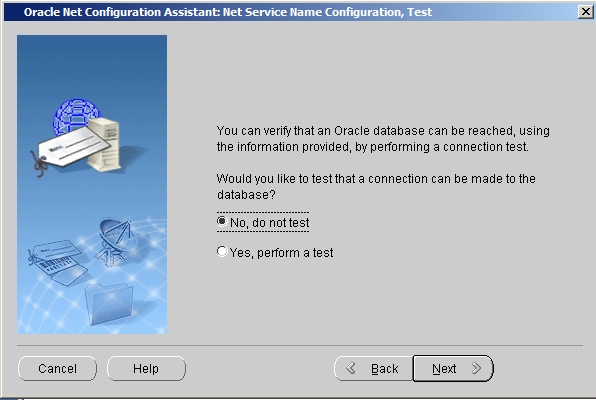 Oracle Net Configuration Assistant: Net Service Name Configuration, Test
You can verify that an Oracle database can be reached, using
the information provided, by performing a connection test.
Would you like to test that a connection can be made to the
database?
No, do not test
Yes, perform a test
Cancel
Help
Back
Next